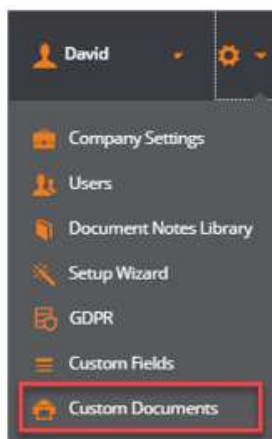 David
Company Settings
Users
Document Notes Library
Setup Wizard
GDPR
Custom Fields
Custom Documents